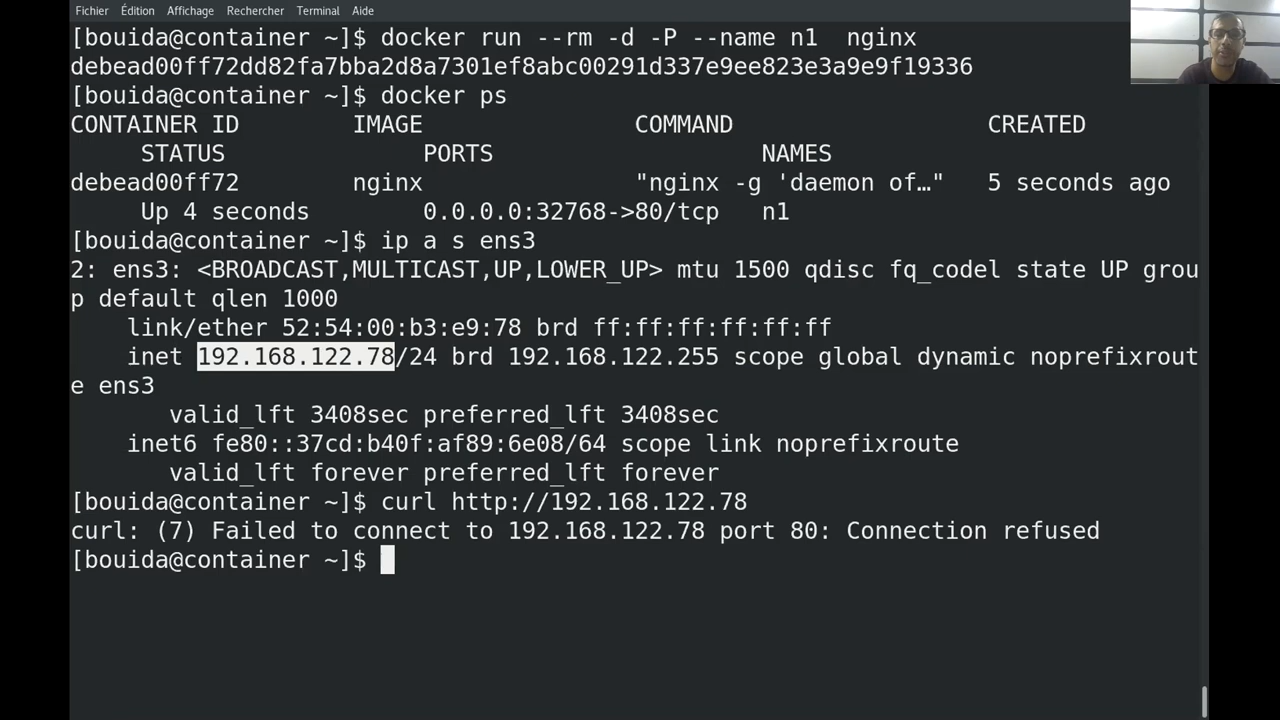 Fichier Édition Affichage Rechercher Terminal Aide
[bouida@container ~]$ docker run --rm -d -P --name n1  nginx
debead00ff72dd82fa7bba2d8a7301ef8abc00291d337e9ee823e3a9e9f19336
[bouida@container ~]$ docker ps
CONTAINER ID        IMAGE               COMMAND                  CREATED
     STATUS              PORTS                   NAMES
debead00ff72        nginx               "nginx -g 'daemon of…"   5 seconds ago
     Up 4 seconds        0.0.0.0:32768->80/tcp   n1
[bouida@container ~]$ ip a s ens3
2: ens3: <BROADCAST,MULTICAST,UP,LOWER_UP> mtu 1500 qdisc fq_codel state UP grou
p default qlen 1000
    link/ether 52:54:00:b3:e9:78 brd ff:ff:ff:ff:ff:ff
    inet 192.168.122.78/24 brd 192.168.122.255 scope global dynamic noprefixrout
e ens3
       valid_lft 3408sec preferred_lft 3408sec
    inet6 fe80::37cd:b40f:af89:6e08/64 scope link noprefixroute
       valid_lft forever preferred_lft forever
[bouida@container ~]$ curl http://192.168.122.78
curl: (7) Failed to connect to 192.168.122.78 port 80: Connection refused
[bouida@container ~]$